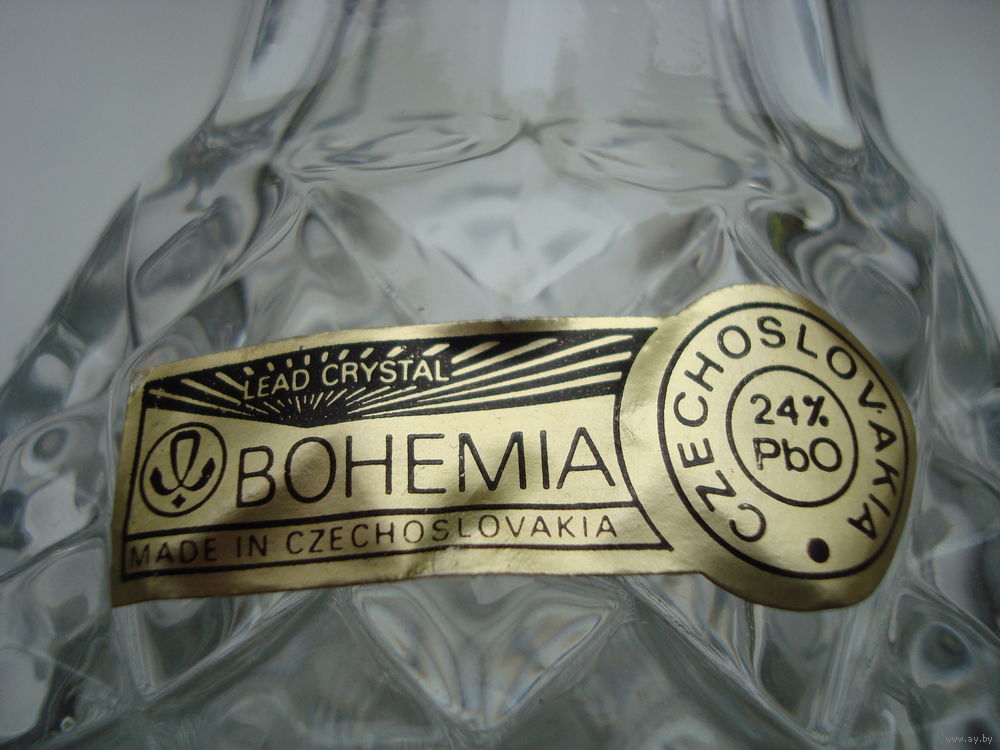 LEAD CRYSTAL
BOHEMIA
MADE IN CZECHOSLOVAKIA
CZECHOSLOVAKIA
24%
PbO
www.ay.by